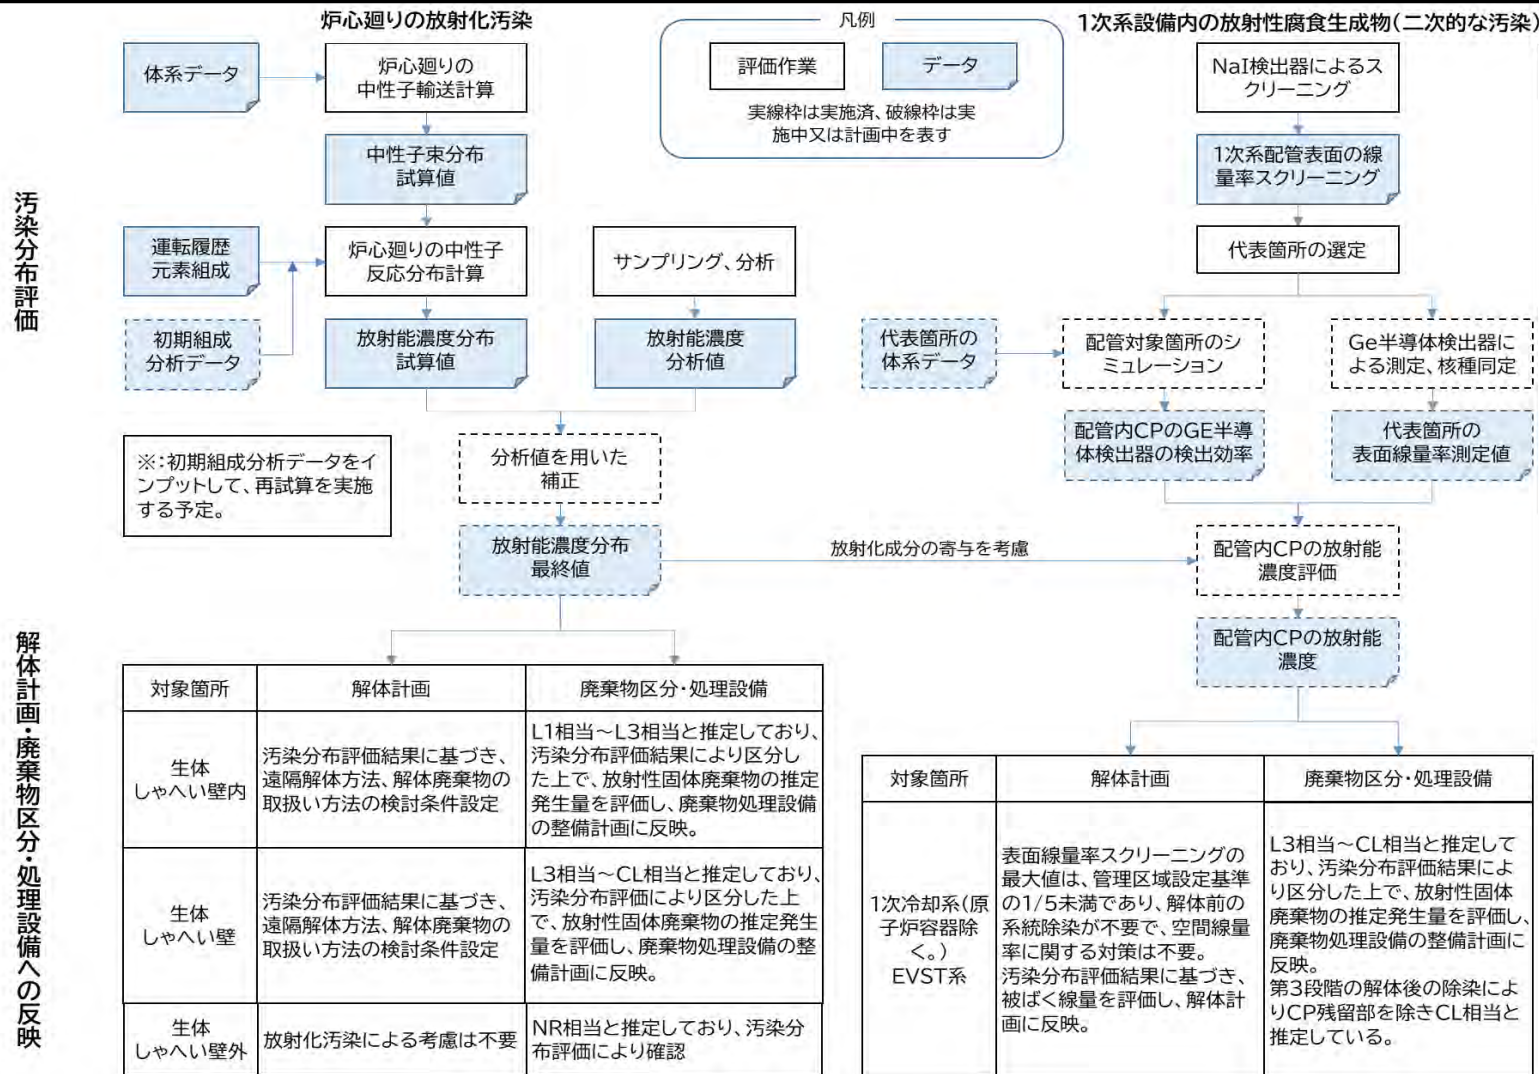 炉心廻りの放射化汚染
体系データ
炉心廻りの
中性子輸送計算
中性子束分布
試算値
運転履歴
元素組成
炉心廻りの中性子
反応分布計算
サンプリング、分析
初期組成
分析データ
放射能濃度分布
試算値
放射能濃度
分析値
※:初期組成分析データをイ
ンプットして、再試算を実施
する予定。
分析値を用いた
補正
放射能濃度分布
最終値
放射化成分の寄与を考慮
凡例
評価作業
データ
実線枠は実施済、破線枠は実
施中又は計画中を表す
1次系設備内の放射性腐食生成物(二次的な汚染)
NaI検出器によるス
クリーニング
1次系配管表面の線
量率スクリーニング
代表箇所の選定
代表箇所の
体系データ
配管対象箇所のシ
ミュレーション
Ge半導体検出器に
よる測定、核種同定
配管内CPのGE半導
体検出器の検出効率
代表箇所の
表面線量率測定値
配管内CPの放射能
濃度評価
配管内CPの放射能
濃度
汚染分布評価
解体計画・廃棄物区分・処理設備への反映
対象箇所
解体計画
廃棄物区分・処理設備
生体
しゃへい壁内
汚染分布評価結果に基づき、
遠隔解体方法、解体廃棄物の
取扱い方法の検討条件設定
L1相当～L3相当と推定しており、
汚染分布評価結果により区分し
た上で、放射性固体廃棄物の推定
発生量を評価し、廃棄物処理設備
の整備計画に反映。
生体
しゃへい壁
汚染分布評価結果に基づき、
遠隔解体方法、解体廃棄物の
取扱い方法の検討条件設定
L3相当～CL相当と推定しており、
汚染分布評価により区分した上
で、放射性固体廃棄物の推定発生
量を評価し、廃棄物処理設備の整
備計画に反映。
生体
しゃへい壁外
放射化汚染による考慮は不要
NR相当と推定しており、汚染分
布評価により確認
対象箇所
解体計画
廃棄物区分・処理設備
1次冷却系(原
子炉容器除
く。)
EVST系
表面線量率スクリーニングの
最大値は、管理区域設定基準
の1/5未満であり、解体前の
系統除染が不要で、空間線量
率に関する対策は不要。
汚染分布評価結果に基づき、
被ばく線量を評価し、解体計
画に反映。
L3相当～CL相当と推定して
おり、汚染分布評価結果によ
り区分した上で、放射性固体
廃棄物の推定発生量を評価し、
廃棄物処理設備の整備計画に
反映。
第3段階の解体後の除染によ
りCP残留部を除きCL相当と
推定している。